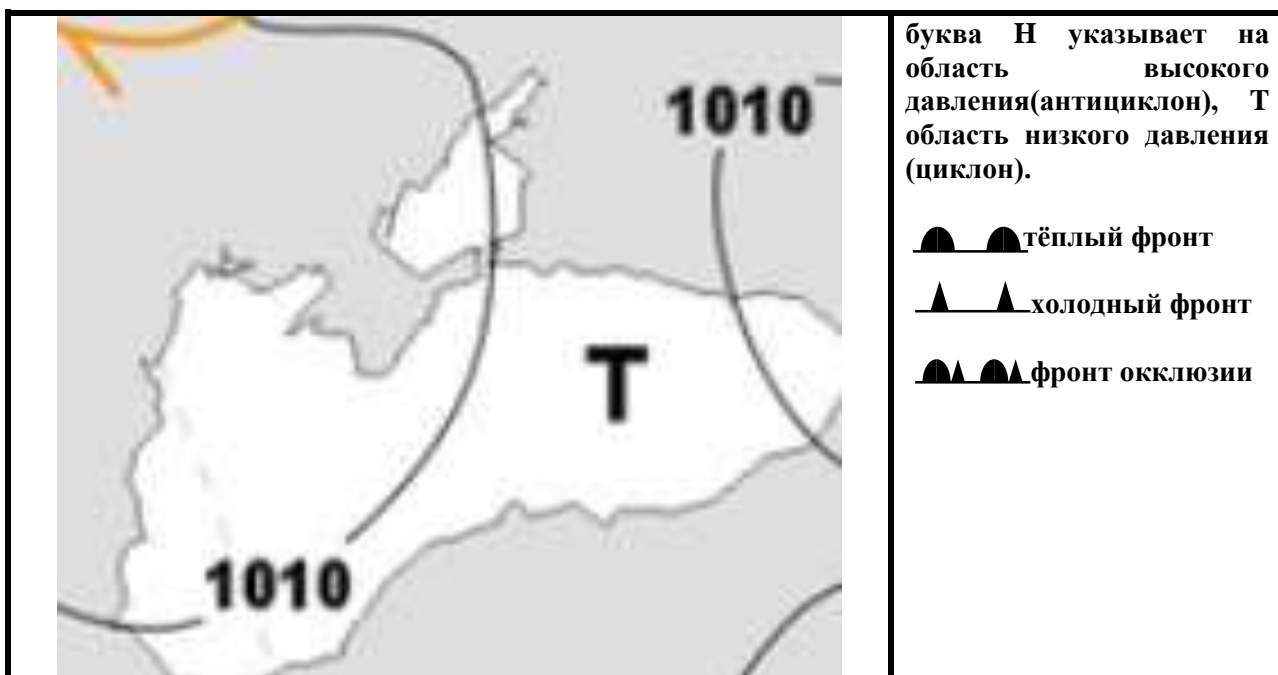 1010
T
1010
буква Н указывает на
область высокого
давления(антициклон), Т
область низкого давления
(циклон).
тёплый фронт
холодный фронт
фронт окклюзии